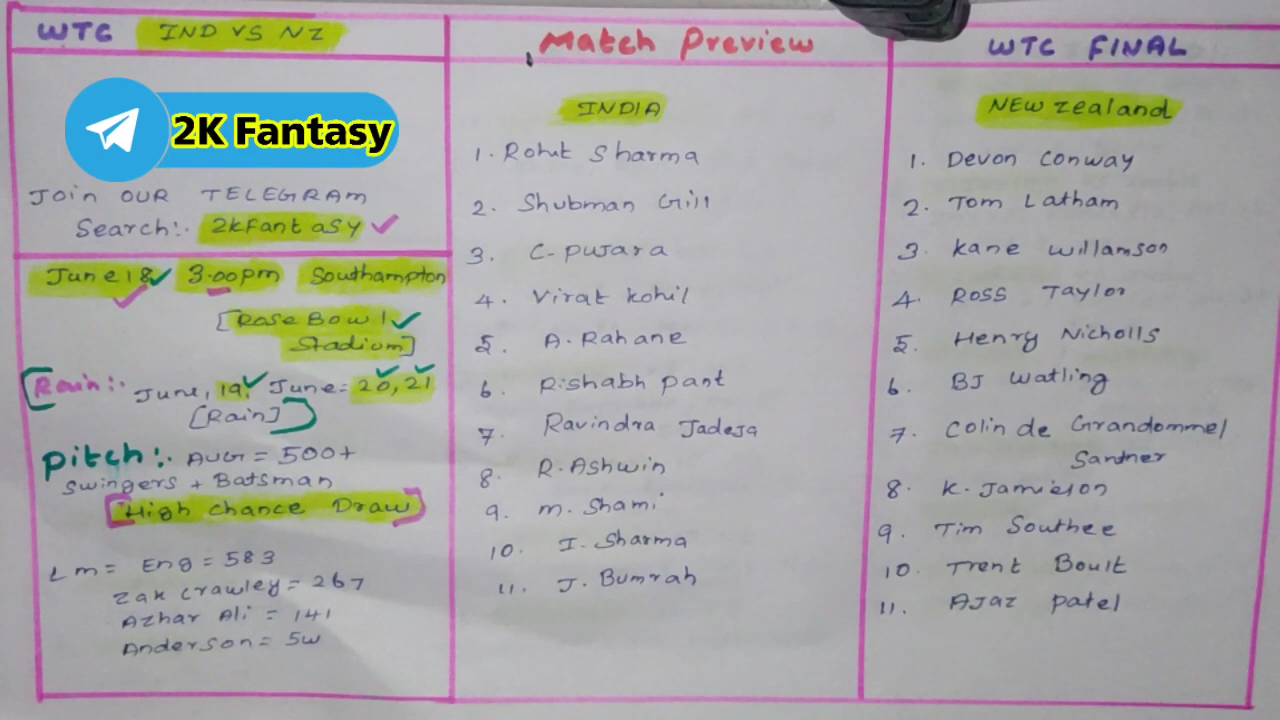 WTC IND VS NZ
2K Fantasy
Join OUR TELEGRAM
Search:. 2kFantasy
June 18 3.00pm Southampton
[Rose Bowl
Stadium]
[Rain:. June, 19, June= 20, 21
[Rain]
Pitch:. AVG = 500+
Swingers + Batsman
[High chance Draw]
Lm= Eng = 583
Zak Crawley = 267
Azhar Ali = 141
Anderson = 5w
Match Preview
INDIA
1. Rohit Sharma
2. Shubman Gill
3. C. Pujara
4. Virat Kohil
5. A. Rahane
6. Rishabh Pant
7. Ravindra Jadeja
8. R. Ashwin
9. M. Shami
10. I. Sharma
11. J. Bumrah
WTC FINAL
NEW Zealand
1. Devon Conway
2. Tom Latham
3. Kane Willamson
4. Ross Taylor
5. Henry Nicholls
6. BJ Watling
7. Colin de Grandommel
Santner
8. K. Jamieson
9. Tim Southee
10. Trent Boult
11. Ajaz Patel